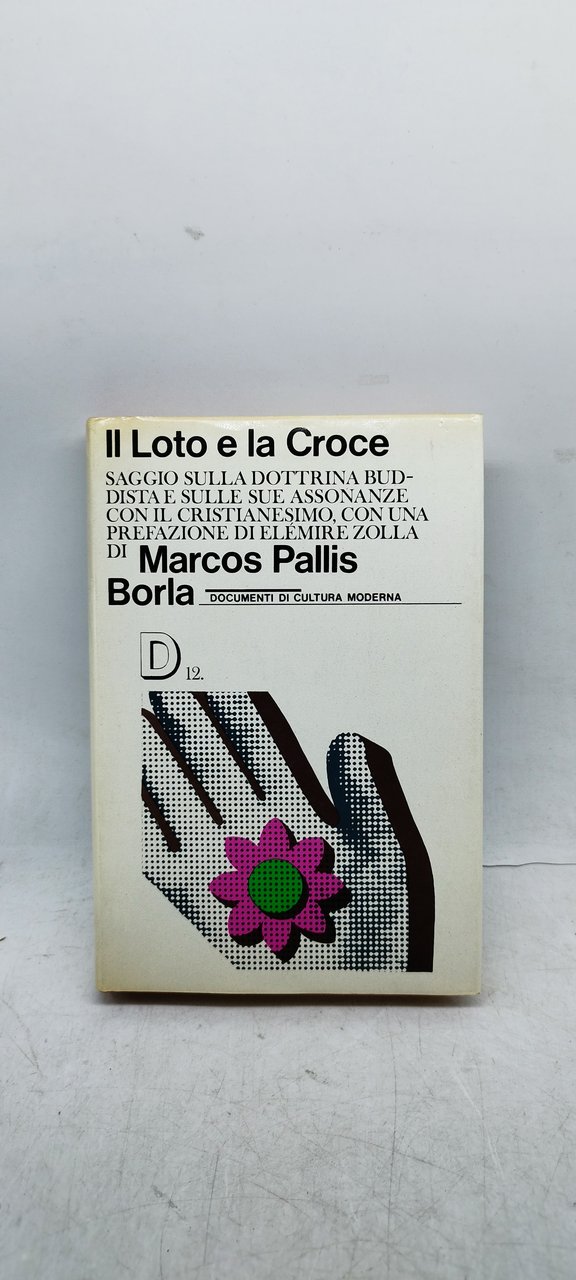 Il Loto e la Croce
SAGGIO SULLA DOTTRINA BUD-
DISTA E SULLE SUE ASSONANZE
CON IL CRISTIANESIMO, CON UNA
PREFAZIONE DI ELÉMIRE ZOLLA
DI Marcos Pallis
Borla DOCUMENTI DI CULTURA MODERNA
D 12.